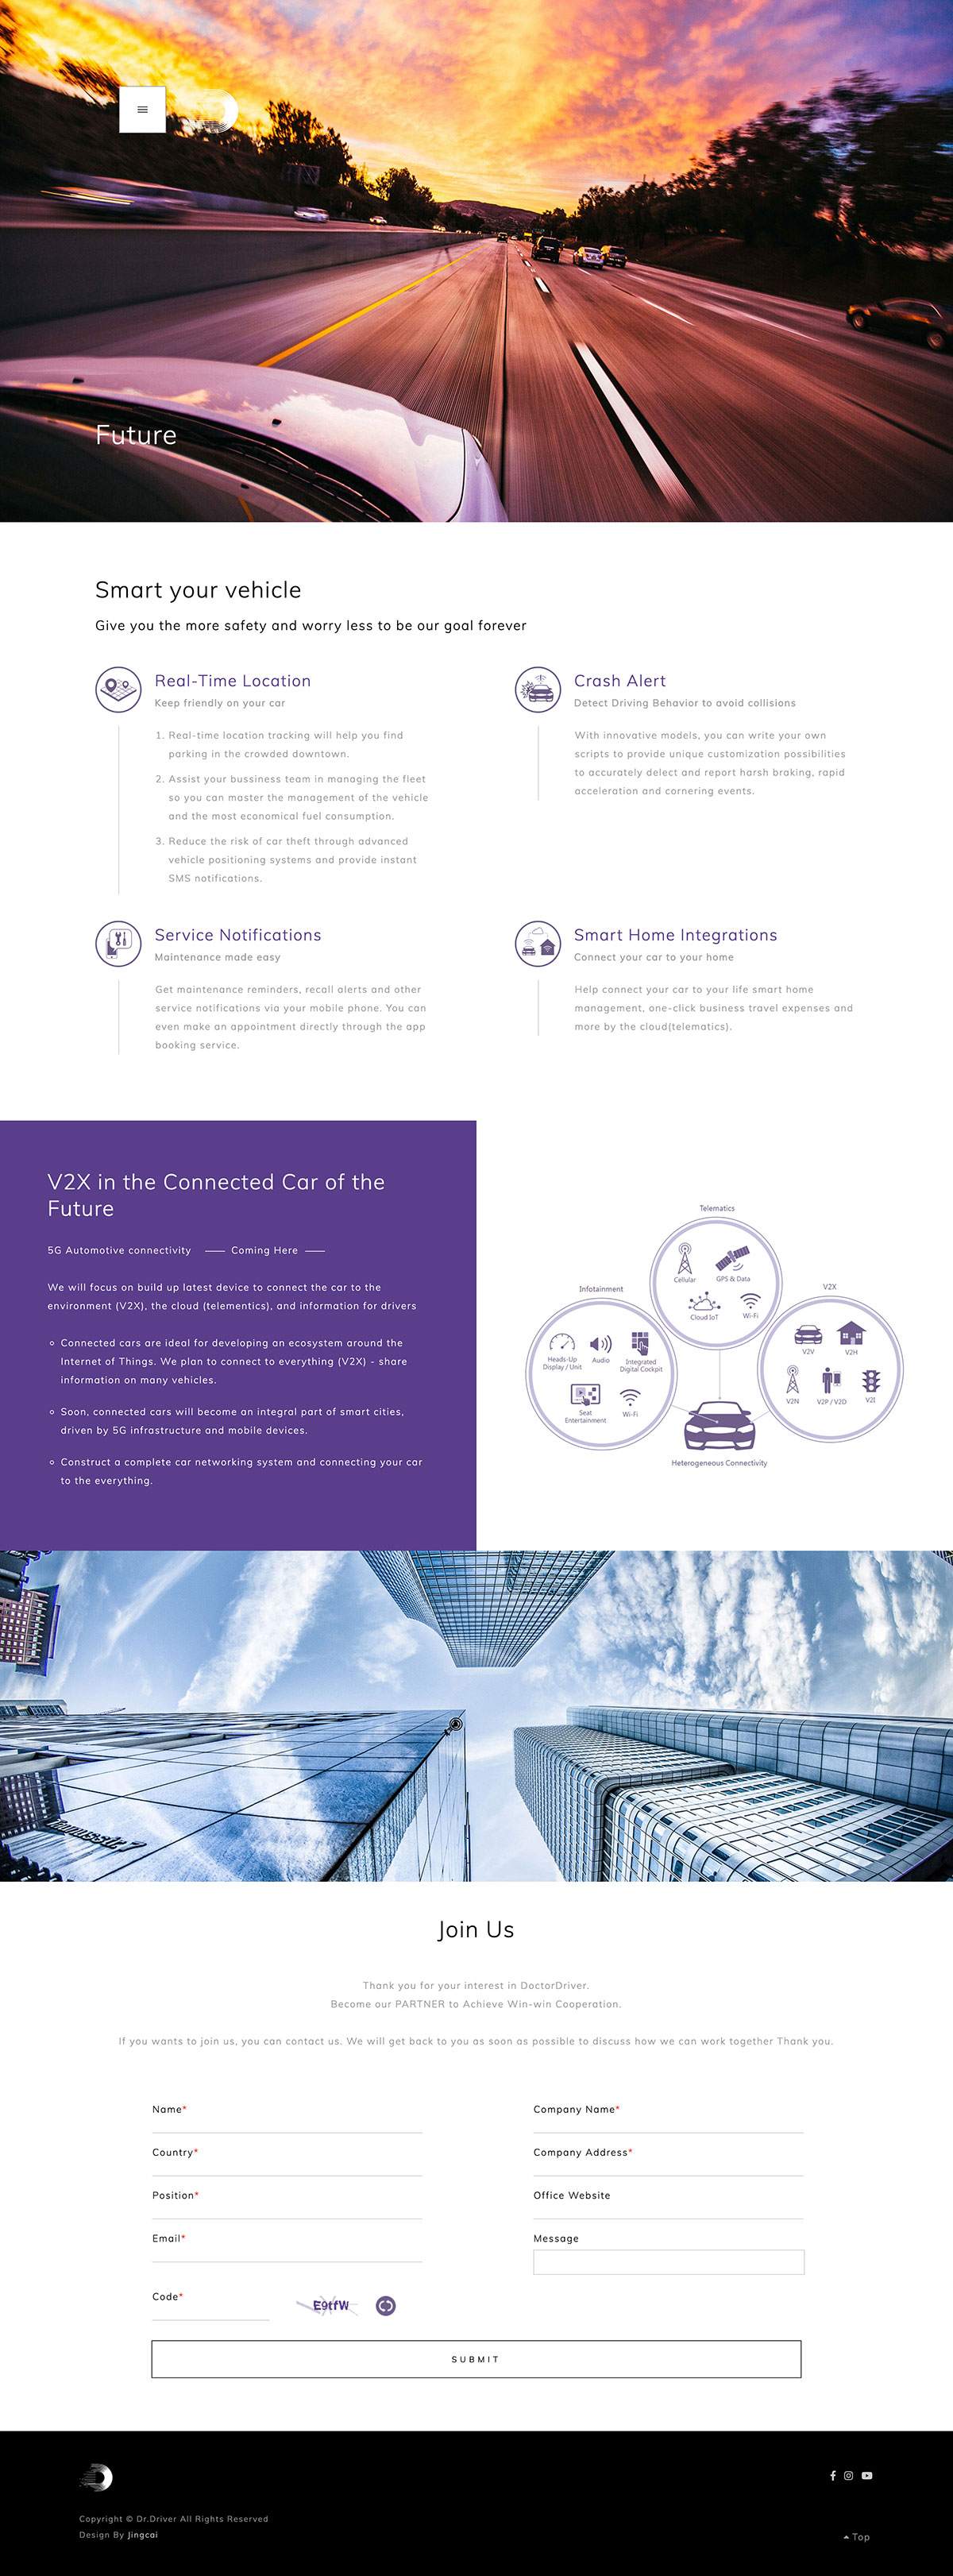 Future
Smart your vehicle
Give you the more safety and worry less to be our goal forever
Real-Time Location
Keep friendly on your car
1. Real-time location tracking will help you find
parking in the crowded downtown.
2. Assist your bussiness team in managing the fleet
so you can master the management of the vehicle
and the most economical fuel consumption.
3. Reduce the risk of car theft through advanced
vehicle positioning systems and provide instant
SMS notifications.
Crash Alert
Detect Driving Behavior to avoid collisions
With innovative models, you can write your own
scripts to provide unique customization possibilities
to accurately delect and report harsh braking, rapid
acceleration and cornering events.
Service Notifications
Maintenance made easy
Get maintenance reminders, recall alerts and other
service notifications via your mobile phone. You can
even make an appointment directly through the app
booking service.
Smart Home Integrations
Connect your car to your home
Help connect your car to your life smart home
management, one-click business travel expenses and
more by the cloud(telematics).
V2X in the Connected Car of the
Future
5G Automotive connectivity —— Coming Here ——
We will focus on build up latest device to connect the car to the
environment (V2X), the cloud (telementics), and information for drivers
Connected cars are ideal for developing an ecosystem around the
Internet of Things. We plan to connect to everything (V2X) - share
information on many vehicles.
Soon, connected cars will become an integral part of smart cities,
driven by 5G infrastructure and mobile devices.
Construct a complete car networking system and connecting your car
to the everything.
Telematics
Cellular
GPS & Data
Cloud IoT
Wi-Fi
Infotainment
Heads-Up
Display / Unit
Audio
Integrated
Digital Cockpit
Seat
Entertainment
Wi-Fi
V2X
V2V
V2H
V2N
V2P / V2D
V2I
Heterogeneous Connectivity
Join Us
Thank you for your interest in DoctorDriver.
Become our PARTNER to Achieve Win-win Cooperation.
If you wants to join us, you can contact us. We will get back to you as soon as possible to discuss how we can work together Thank you.
Name*
Company Name*
Country*
Company Address*
Position*
Office Website
Email*
Message
Code*
E9tfW
SUBMIT
Copyright © Dr.Driver All Rights Reserved
Design By Jingcai
Top